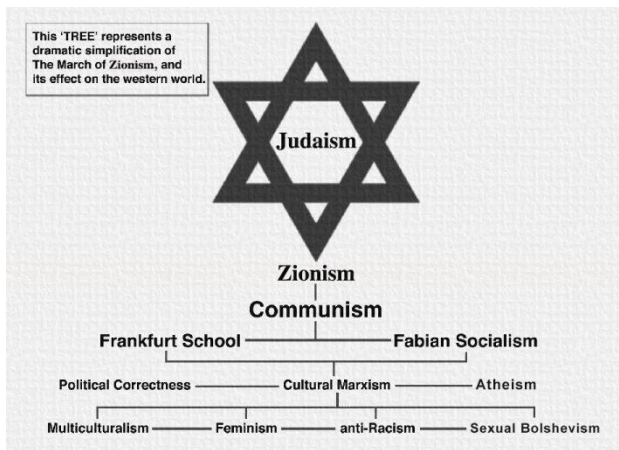 This ‘TREE’ represents a
dramatic simplification of
The March of Zionism, and
its effect on the western world.
Judaism
Zionism
Communism
Frankfurt School Fabian Socialism
Political Correctness Cultural Marxism Atheism
Multiculturalism Feminism anti-Racism Sexual Bolshevism